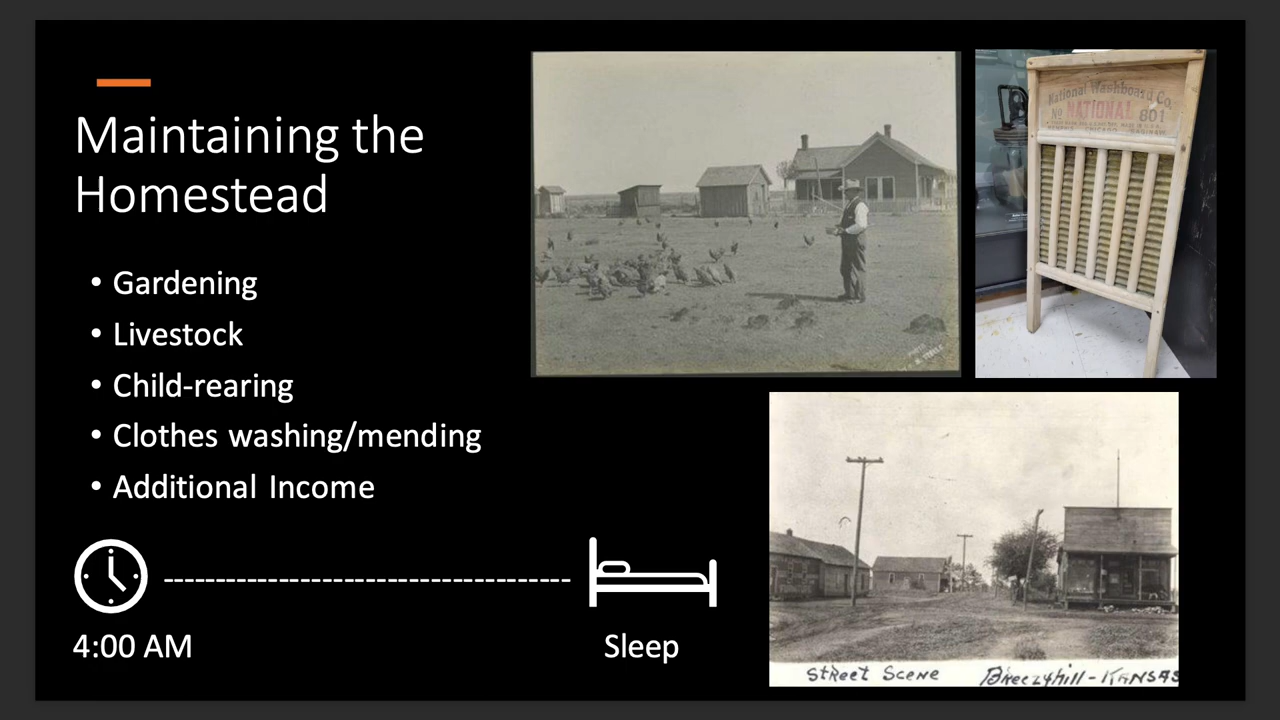 Maintaining the
Homestead
• Gardening
• Livestock
• Child-rearing
• Clothes washing/mending
• Additional Income
4:00 AM
Sleep
National Washboard Co.
No NATIONAL 801
Street Scene Breezyhill - Kansas